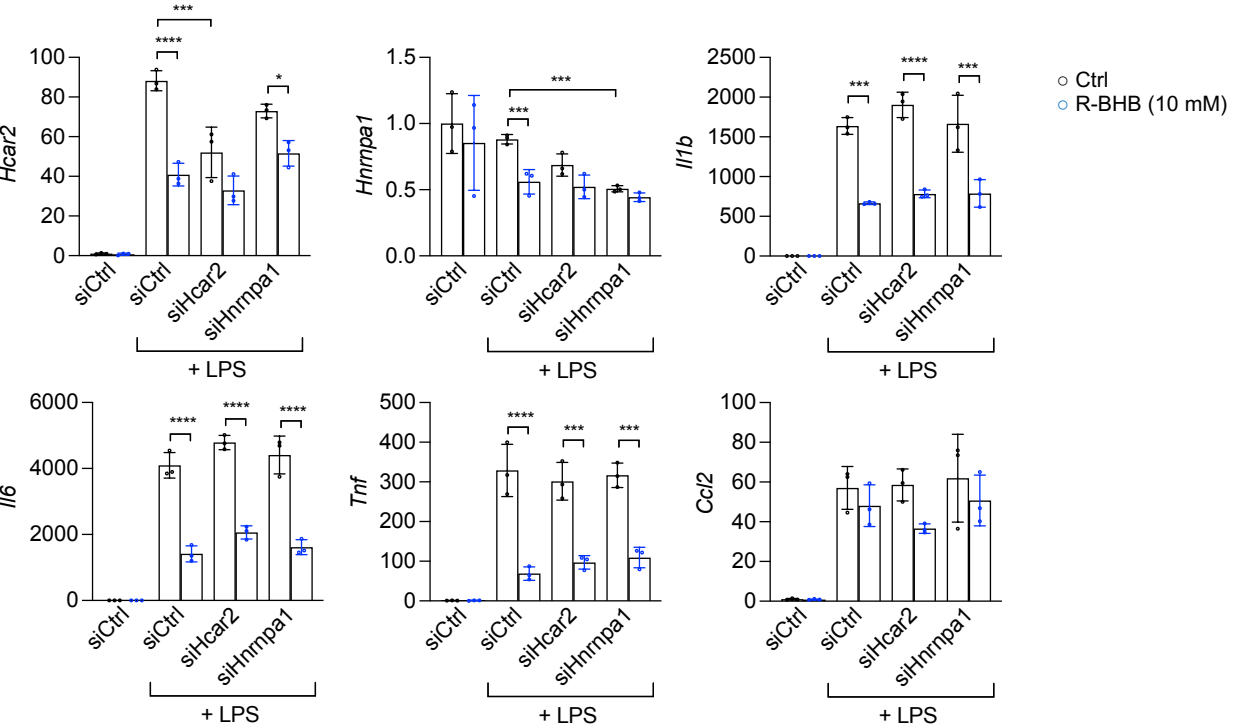 ***
****
*
100
80
60
40
20
0
Hcar2
siCtrl
siCtrl
siHcar2
siHnrnpa1
+ LPS
***
***
1.5
1.0
0.5
0.0
Hnrnpa1
siCtrl
siCtrl
siHcar2
siHnrnpa1
+ LPS
***
****
***
2500
2000
1500
1000
500
0
Il1b
siCtrl
siCtrl
siHcar2
siHnrnpa1
+ LPS
Ctrl
R-BHB (10 mM)
****
****
****
6000
4000
2000
0
Il6
siCtrl
siCtrl
siHcar2
siHnrnpa1
+ LPS
****
***
***
500
400
300
200
100
0
Tnf
siCtrl
siCtrl
siHcar2
siHnrnpa1
+ LPS
100
80
60
40
20
0
Ccl2
siCtrl
siCtrl
siHcar2
siHnrnpa1
+ LPS